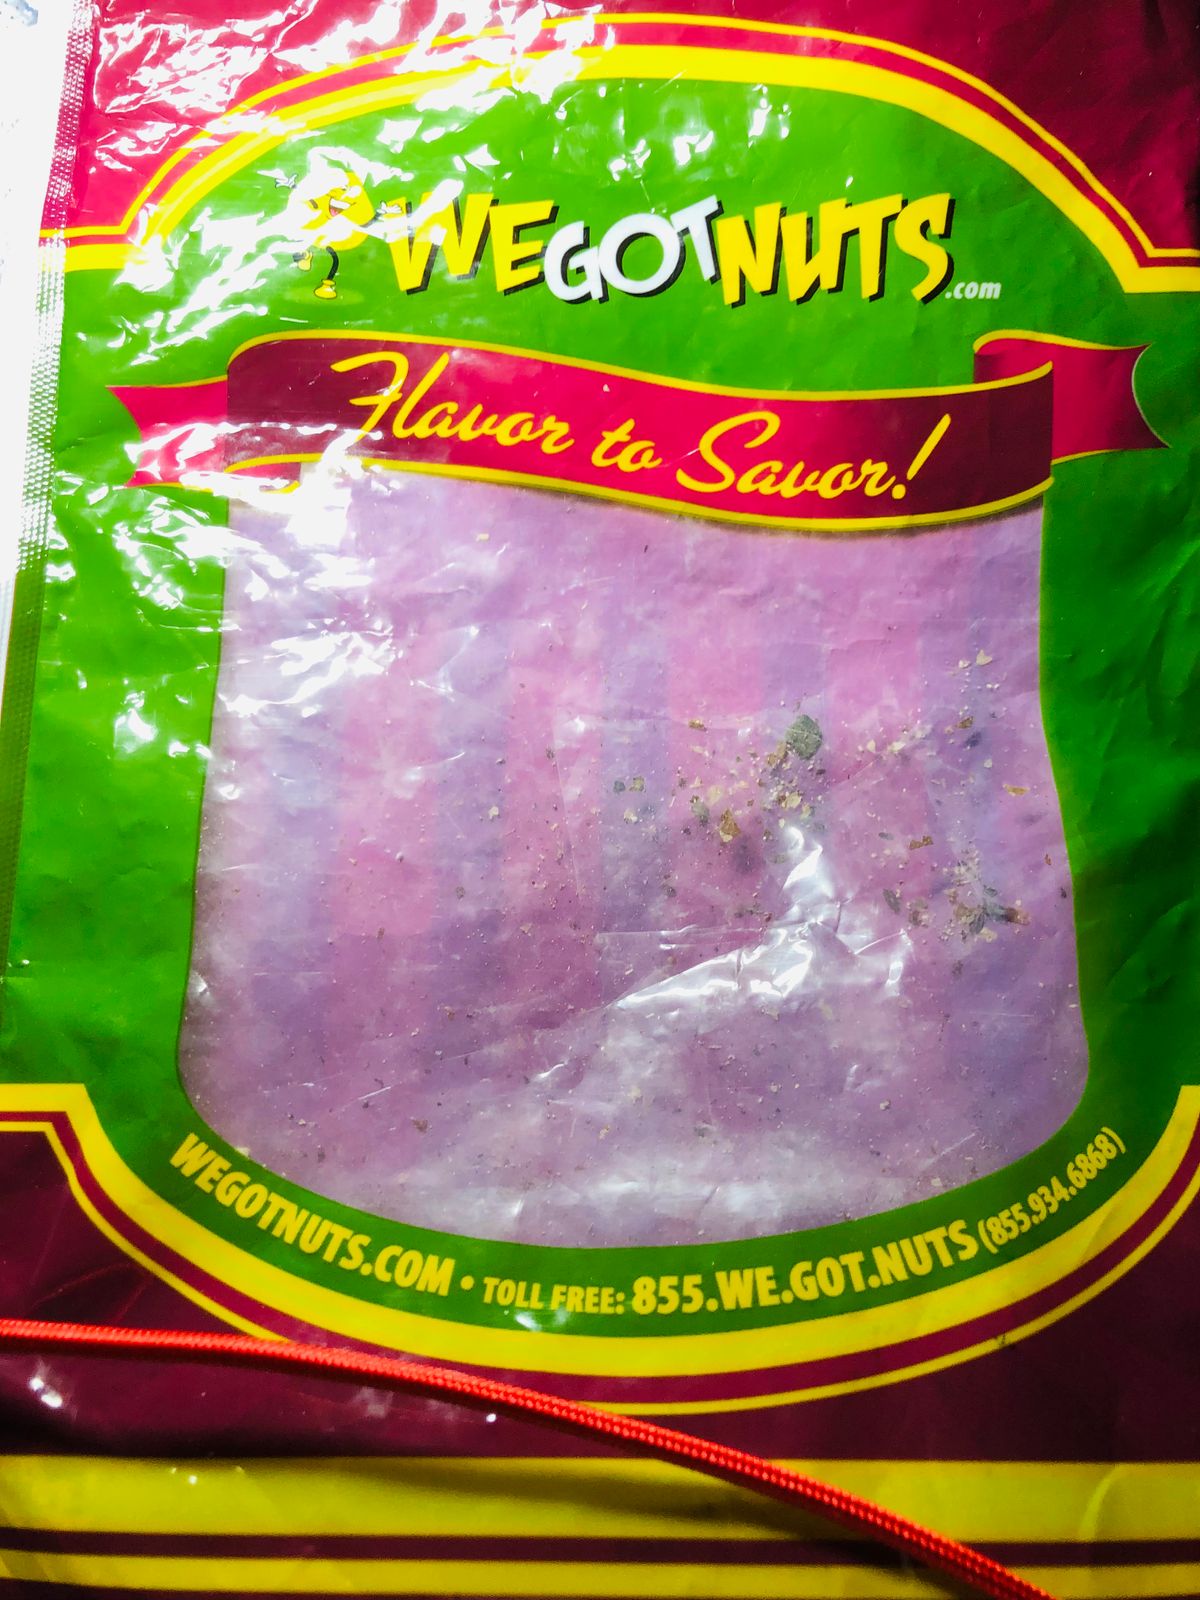 WEGOTNUTS.com
Flavor to Savor!
WEGOTNUTS.COM • TOLL FREE: 855.WE.GOT.NUTS (855.934.6868)